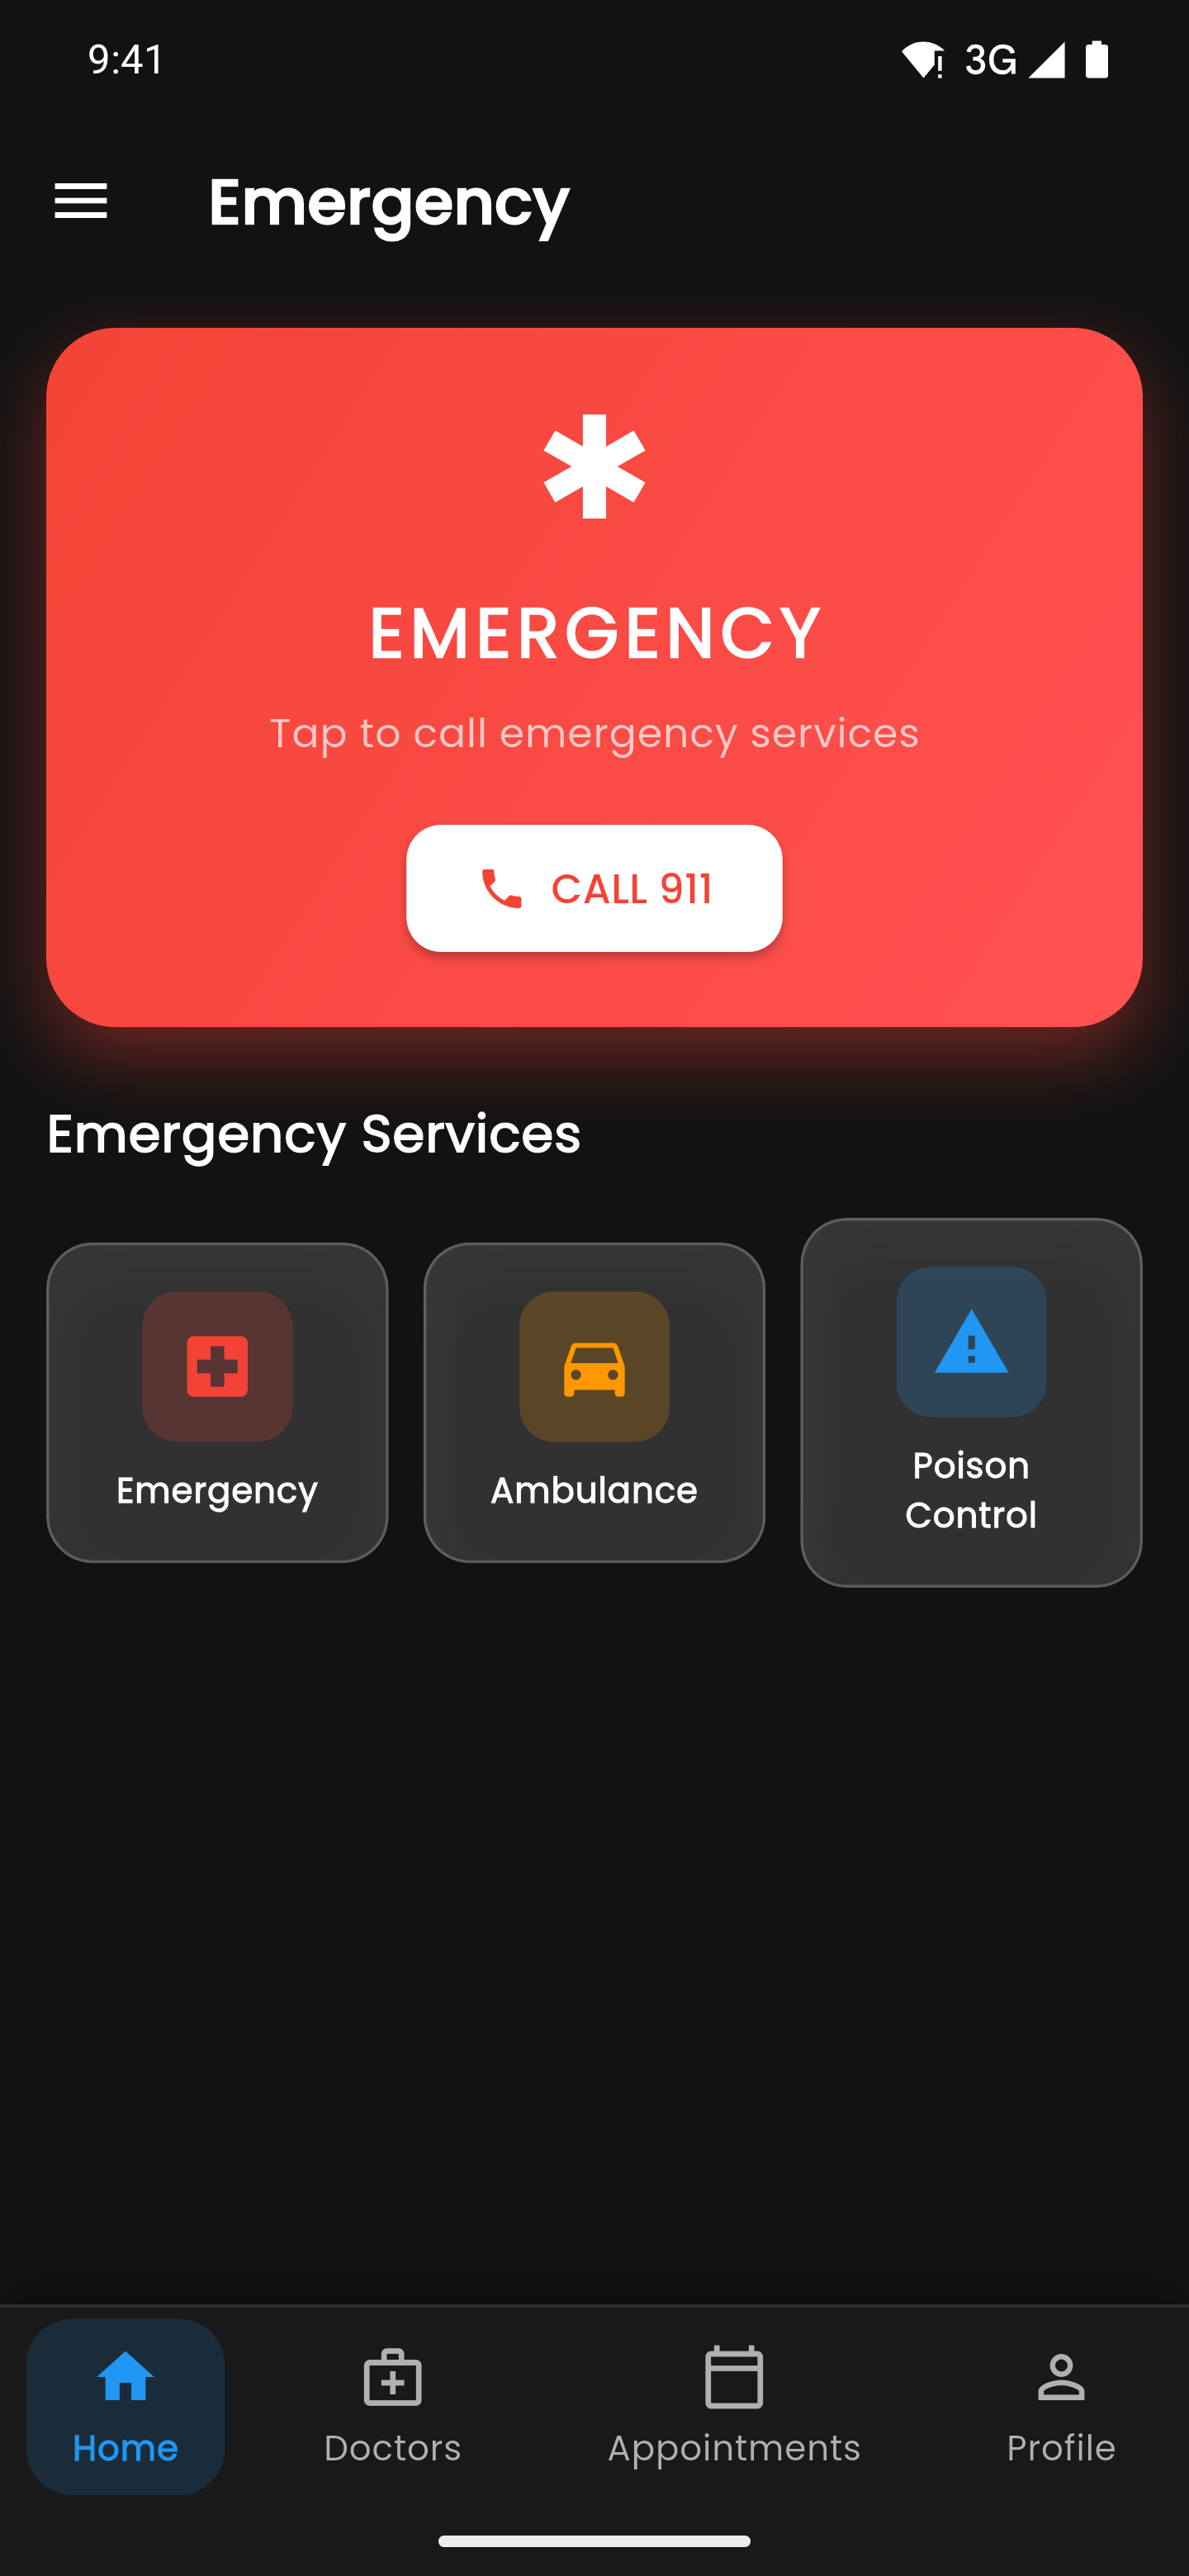 9:41
3G
Emergency
EMERGENCY
Tap to call emergency services
CALL 911
Emergency Services
Emergency
Ambulance
Poison
Control
Home
Doctors
Appointments
Profile